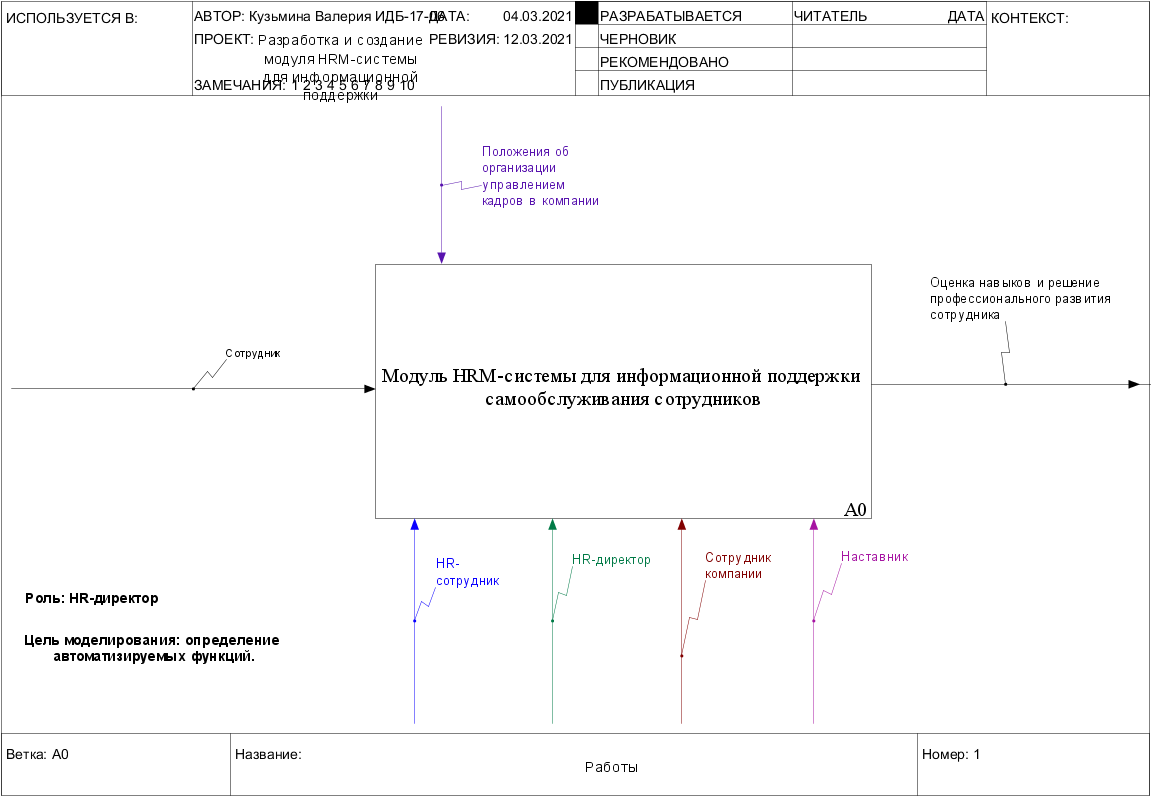 ИСПОЛЬЗУЕТСЯ В:
АВТОР: Кузьмина Валерия ИДБ-17-06
ДАТА: 04.03.2021
ПРОЕКТ: Разработка и создание
модуля HRM-системы
для информационной
поддержки
РЕВИЗИЯ: 12.03.2021
ЗАМЕЧАНИЯ: 1 2 3 4 5 6 7 8 9 10
РАЗРАБАТЫВАЕТСЯ
ЧЕРНОВИК
РЕКОМЕНДОВАНО
ПУБЛИКАЦИЯ
ЧИТАТЕЛЬ ДАТА
КОНТЕКСТ:
Положения об
организации
управлением
кадров в компании
Оценка навыков и решение
профессионального развития
сотрудника
Сотрудник
Модуль HRM-системы для информационной поддержки
самообслуживания сотрудников
A0
HR-
сотрудник
HR-директор
Сотрудник
компании
Наставник
Роль: HR-директор
Цель моделирования: определение
автоматизируемых функций.
Ветка: A0
Название:
Работы
Номер: 1